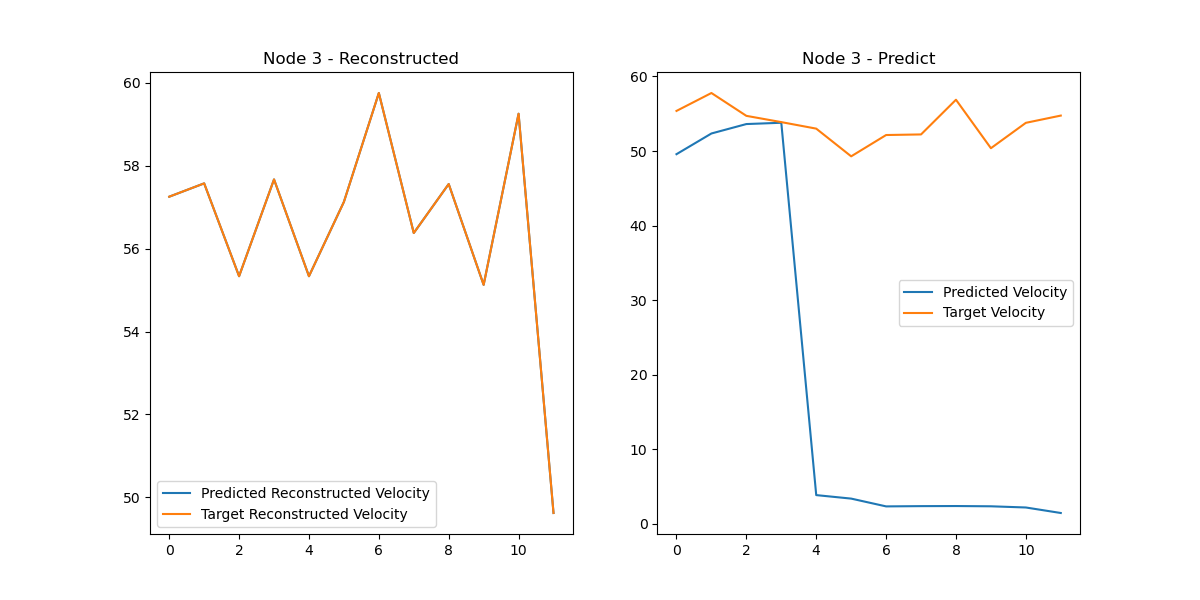 Node 3 - Reconstructed
60
58
56
54
52
50
0 2 4 6 8 10
Predicted Reconstructed Velocity
Target Reconstructed Velocity
Node 3 - Predict
60
50
40
30
20
10
0
0 2 4 6 8 10
Predicted Velocity
Target Velocity